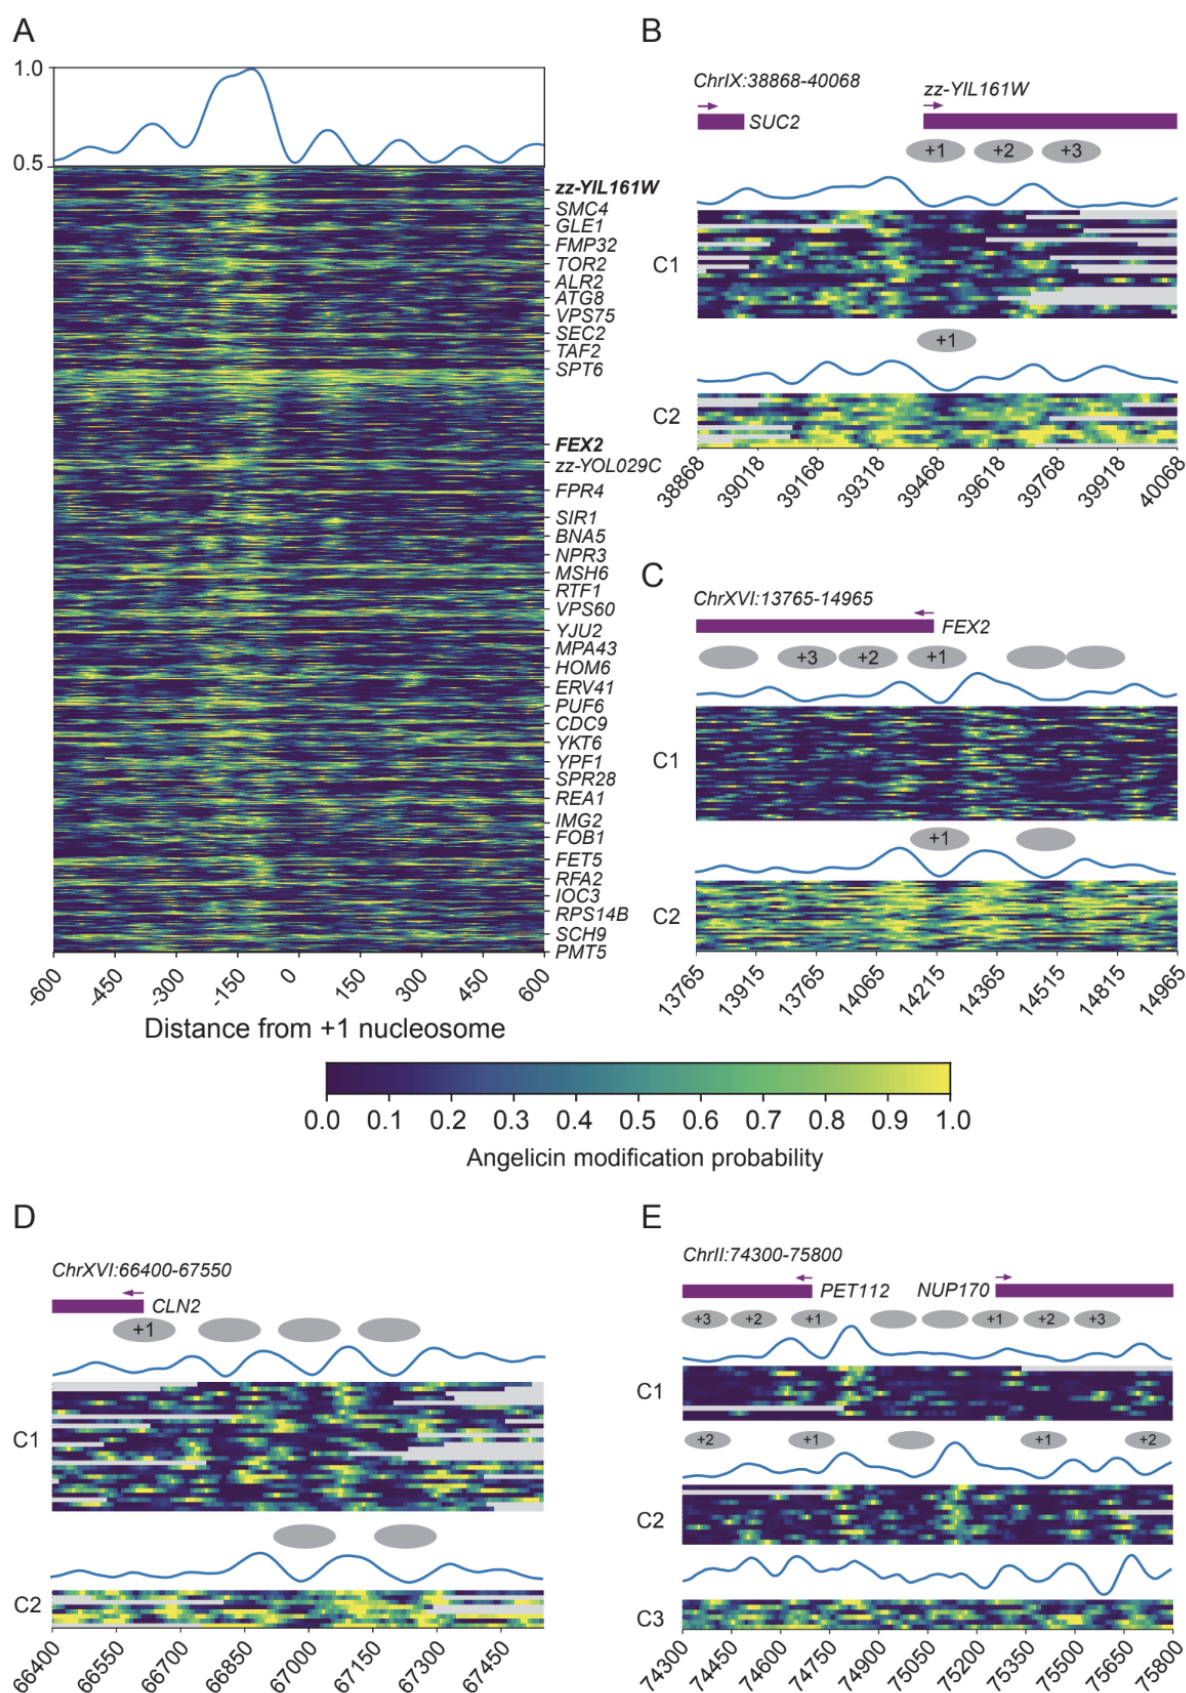 A
1.0
0.5
zz-YIL161W
SMC4
GLE1
FMP32
TOR2
ALR2
ATG8
VPS75
SEC2
TAF2
SPT6
FEX2
zz-YOL029C
FPR4
SIR1
BNA5
NPR3
MSH6
RTF1
VPS60
YJU2
MPA43
HOM6
ERV41
PUF6
CDC9
YKT6
YPF1
SPR28
REA1
IMG2
FOB1
FET5
RFA2
IOC3
RPS14B
SCH9
PMT5
-600 -450 -300 -150 0 150 300 450 600
Distance from +1 nucleosome
B
ChrIX:38868-40068 zz-YIL161W
SUC2
+1 +2 +3
C1
+1
C2
38868 39018 39168 39318 39468 39618 39768 39918 40068
C
ChrXVI:13765-14965
FEX2
+3 +2 +1
C1
+1
C2
13765 13915 13765 14065 14215 14365 14515 14815 14965
0.0 0.1 0.2 0.3 0.4 0.5 0.6 0.7 0.8 0.9 1.0
Angelicin modification probability
D
ChrXVI:66400-67550
CLN2
+1
C1
C2
66400 66550 66700 66850 67000 67150 67300 67450
E
ChrII:74300-75800
PET112 NUP170
+3 +2 +1 +1 +2 +3
C1
+2 +1 +1 +2
C2
C3
74300 74450 74600 74750 74900 75050 75200 75350 75500 75650 75800